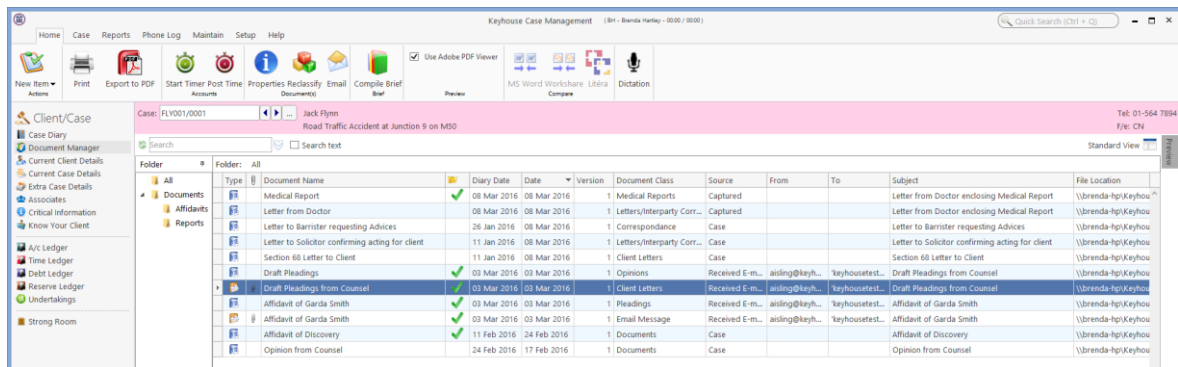 Keyhouse Case Management (BH - Brenda Hartley - 00:00 / 00:00)
Quick Search (Ctrl + Q)
Home Case Reports Phone Log Maintain Setup Help
Use Adobe PDF Viewer
New Item Print Export to PDF Start Timer Post Time Properties Reclassify Email Compile Brief MS Word Workshare Litéra Dictation
Actions Accounts Document(s) Brief Preview Compare
Client/Case
Case Diary
Document Manager
Current Client Details
Current Case Details
Extra Case Details
Associates
Critical Information
Know Your Client
A/c Ledger
Time Ledger
Debt Ledger
Reserve Ledger
Undertakings
Strong Room
Case: FLY001/0001 ... Jack Flynn Tel: 01-564 7894
Road Traffic Accident at Junction 9 on M50 F/e: CN
Search Search text Standard View
Preview
Folder Folder: All
All
Documents
Affidavits
Reports
Type Document Name Diary Date Date Version Document Class Source From To Subject File Location
Medical Report 08 Mar 2016 08 Mar 2016 1 Medical Reports Captured Letter from Doctor enclosing Medical Report \\brenda-hp\Keyhou
Letter from Doctor 08 Mar 2016 08 Mar 2016 1 Letters/Interparty Corr... Captured Letter from Doctor enclosing Medical Report \\brenda-hp\Keyhou
Letter to Barrister requesting Advices 26 Jan 2016 08 Mar 2016 1 Correspondance Case Letter to Barrister requesting Advices \\brenda-hp\Keyhou
Letter to Solicitor confirming acting for client 11 Jan 2016 08 Mar 2016 1 Letters/Interparty Corr... Case Letter to Solicitor confirming acting for client \\brenda-hp\Keyhou
Section 68 Letter to Client 11 Jan 2016 08 Mar 2016 1 Client Letters Case Section 68 Letter to Client \\brenda-hp\Keyhou
Draft Pleadings 03 Mar 2016 03 Mar 2016 1 Opinions Received E-m... aisling@keyh... 'keyhousetest... Draft Pleadings from Counsel \\brenda-hp\Keyhou
Draft Pleadings from Counsel 03 Mar 2016 03 Mar 2016 1 Client Letters Received E-m... aisling@keyh... 'keyhousetest... Draft Pleadings from Counsel \\brenda-hp\Keyhou
Affidavit of Garda Smith 03 Mar 2016 03 Mar 2016 1 Pleadings Received E-m... aisling@keyh... 'keyhousetest... Affidavit of Garda Smith \\brenda-hp\Keyhou
Affidavit of Garda Smith 03 Mar 2016 03 Mar 2016 1 Email Message Received E-m... aisling@keyh... 'keyhousetest... Affidavit of Garda Smith \\brenda-hp\Keyhou
Affidavit of DIscovery 11 Feb 2016 24 Feb 2016 1 Documents Case Affidavit of Discovery \\brenda-hp\Keyhou
Opinion from Counsel 24 Feb 2016 17 Feb 2016 1 Documents Case Opinion from Counsel \\brenda-hp\Keyhou